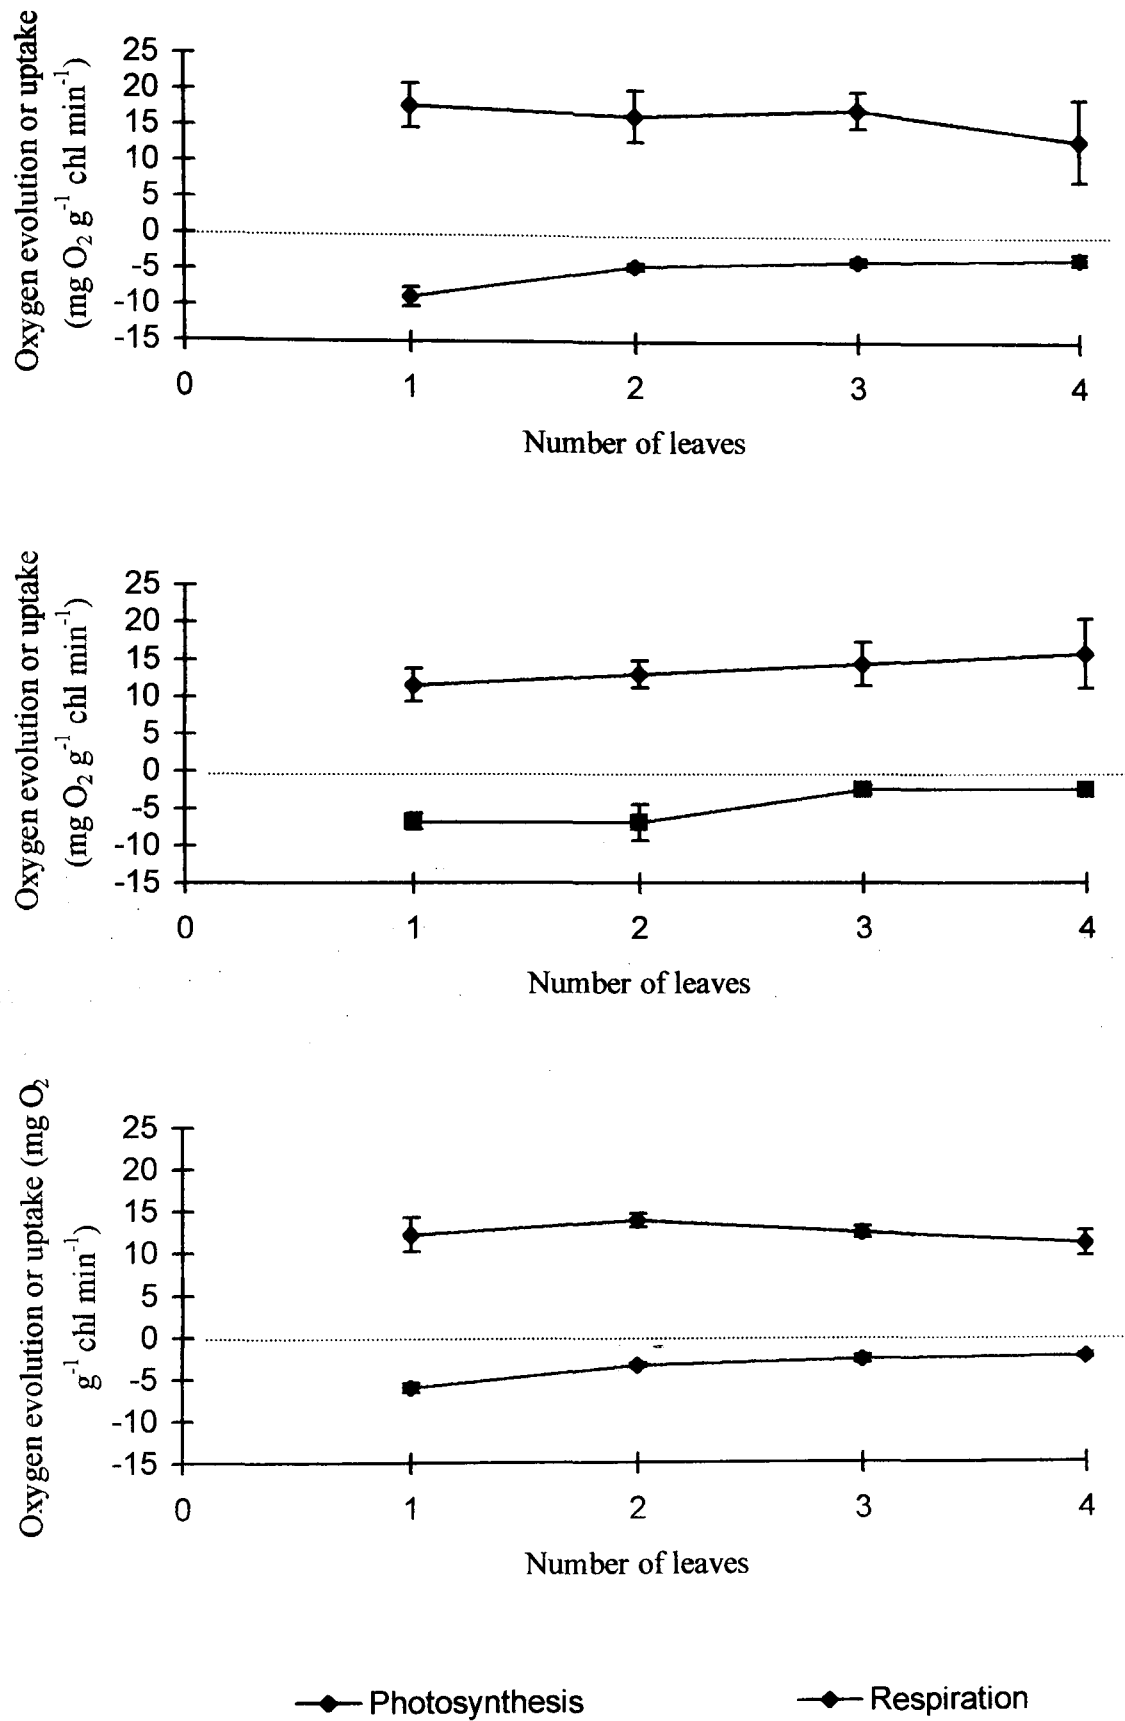 Oxygen evolution or uptake
(mg O₂ g⁻¹ chl min⁻¹)
25
20
15
10
5
0
-5
-10
-15
0 1 2 3 4
Number of leaves
Oxygen evolution or uptake
(mg O₂ g⁻¹ chl min⁻¹)
25
20
15
10
5
0
-5
-10
-15
0 1 2 3 4
Number of leaves
Oxygen evolution or uptake (mg O₂
g⁻¹ chl min⁻¹)
25
20
15
10
5
0
-5
-10
-15
0 1 2 3 4
Number of leaves
Photosynthesis Respiration